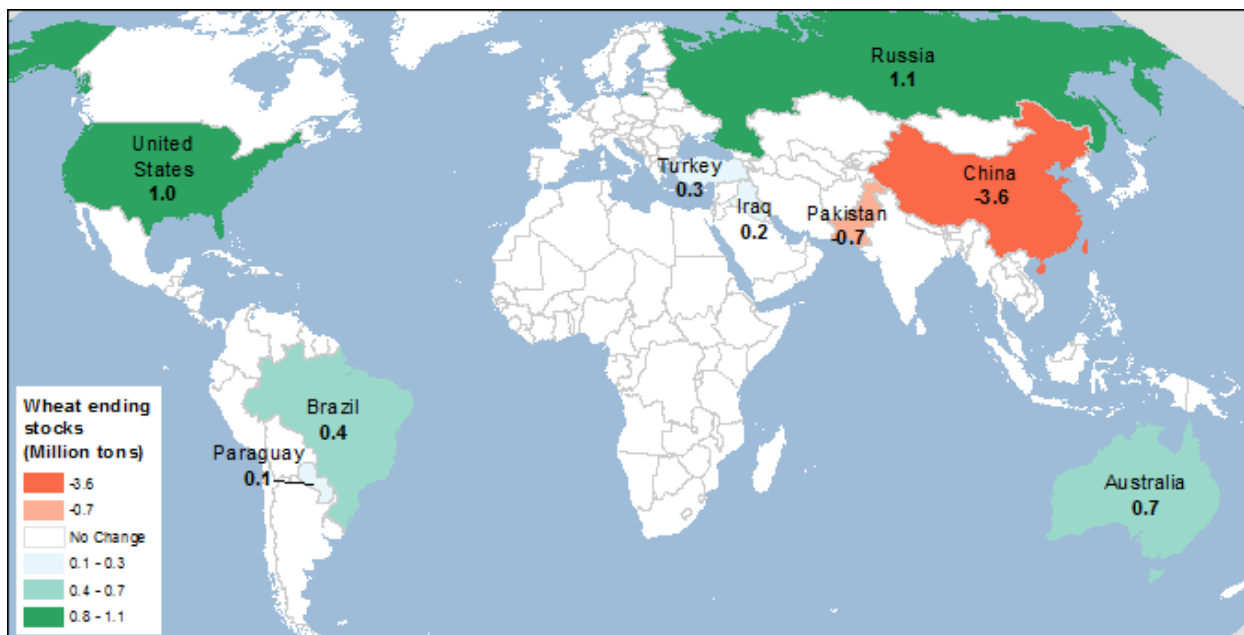 Russia
1.1
United
States
1.0
Turkey
0.3
China
-3.6
Iraq
0.2
Pakistan
-0.7
Brazil
0.4
Paraguay
0.1
Australia
0.7
Wheat ending
stocks
(Million tons)
-3.6
-0.7
No Change
0.1 - 0.3
0.4 - 0.7
0.8 - 1.1